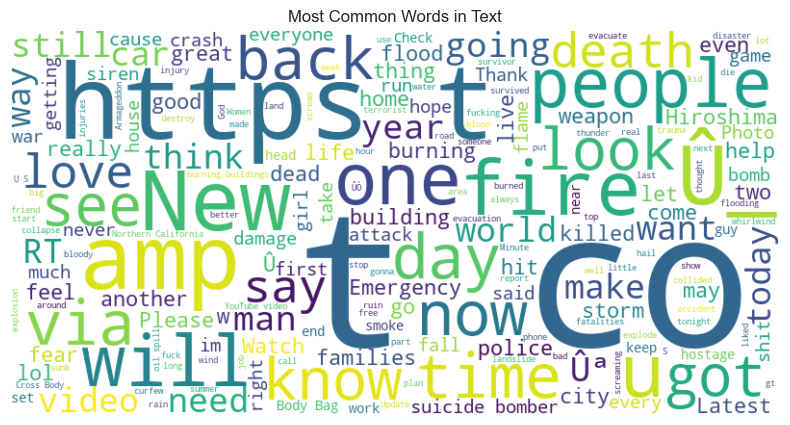 Most Common Words in Text
still cause crash everyone back going death even game
car great flood Check evacuate disaster lot
siren use
way getting https t thing run water Thank survivor people kid die
injury week survived
good home hope live weapon Hiroshima
war house God Women land scream terrorist fucking year flame thunder real Photo trauma
injuries Armageddon destroy made road someone blood put help
really think head life hour burning look next
love burning buildings dead one fire let bomb two
U S big girl ÛÒ area burned last near thought Û_
see New better take building always come top flooding whirlwind
friend start never evacuation
collapse RT Northern California damage attack world killed want guy
amp Û say first stop t day hit co Minute hail collided show today
much bloody gonna Emergency report well little make may
feel another around YouTube video ruin go now said storm accident
explosion via Please w man free smoke end part phone fatalities tonight liked shit
fear oil spill im families fall police explode
lol sunk will fuck long wind job Watch call know landslide bad time Ûª keep s u hostage got
Cross Body curfew summer right plan screaming city every gt
set video rain need Body Bag work Update suicide bomber Latest